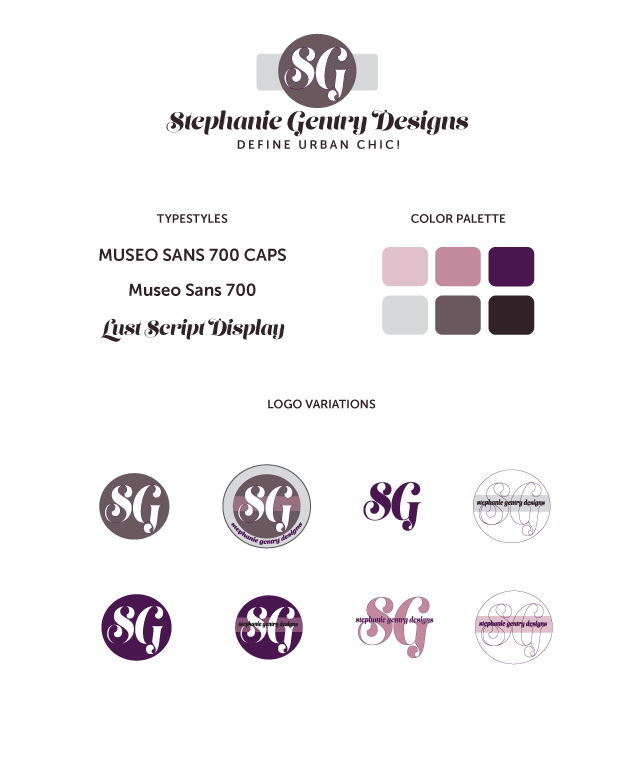 SG
Stephanie Gentry Designs
DEFINE URBAN CHIC!
TYPESTYLES
COLOR PALETTE
MUSEO SANS 700 CAPS
Museo Sans 700
Lust Script Display
LOGO VARIATIONS
SG
SG
stephanie gentry designs
SG
SG
stephanie gentry designs
SG
SG
stephanie gentry designs
SG
stephanie gentry designs
SG
stephanie gentry designs